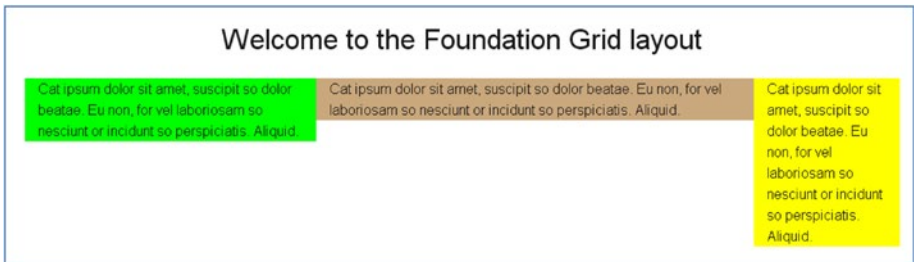 Welcome to the Foundation Grid layout
Cat ipsum dolor sit amet, suscipit so dolor
beatae. Eu non, for vel laboriosam so
nesciunt or incidunt so perspiciatis. Aliquid.
Cat ipsum dolor sit amet, suscipit so dolor beatae. Eu non, for vel
laboriosam so nesciunt or incidunt so perspiciatis. Aliquid.
Cat ipsum dolor sit
amet, suscipit so
dolor beatae. Eu
non, for vel
laboriosam so
nesciunt or incidunt
so perspiciatis.
Aliquid.